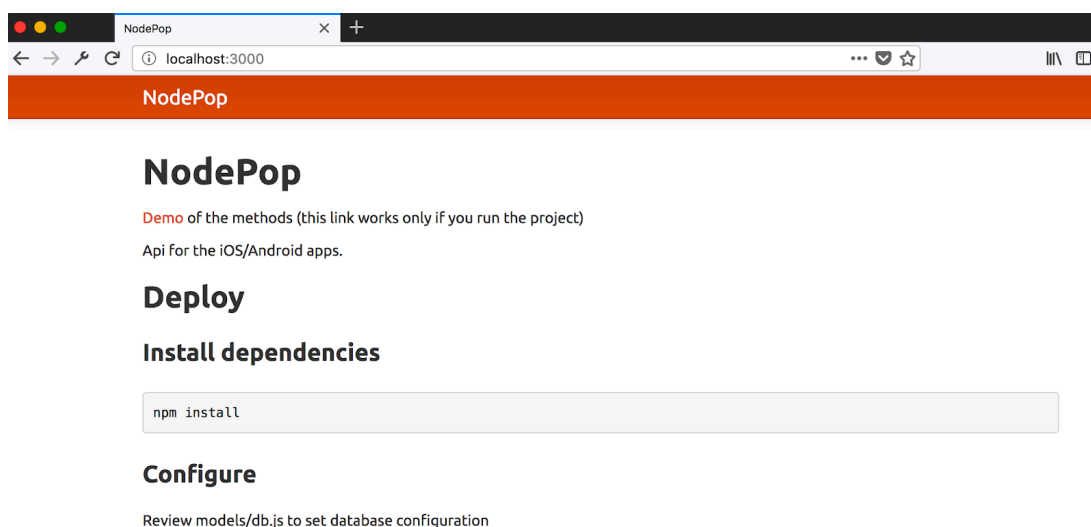 NodePop
localhost:3000
NodePop
NodePop
Demo of the methods (this link works only if you run the project)
Api for the iOS/Android apps.
Deploy
Install dependencies
npm install
Configure
Review models/db.js to set database configuration